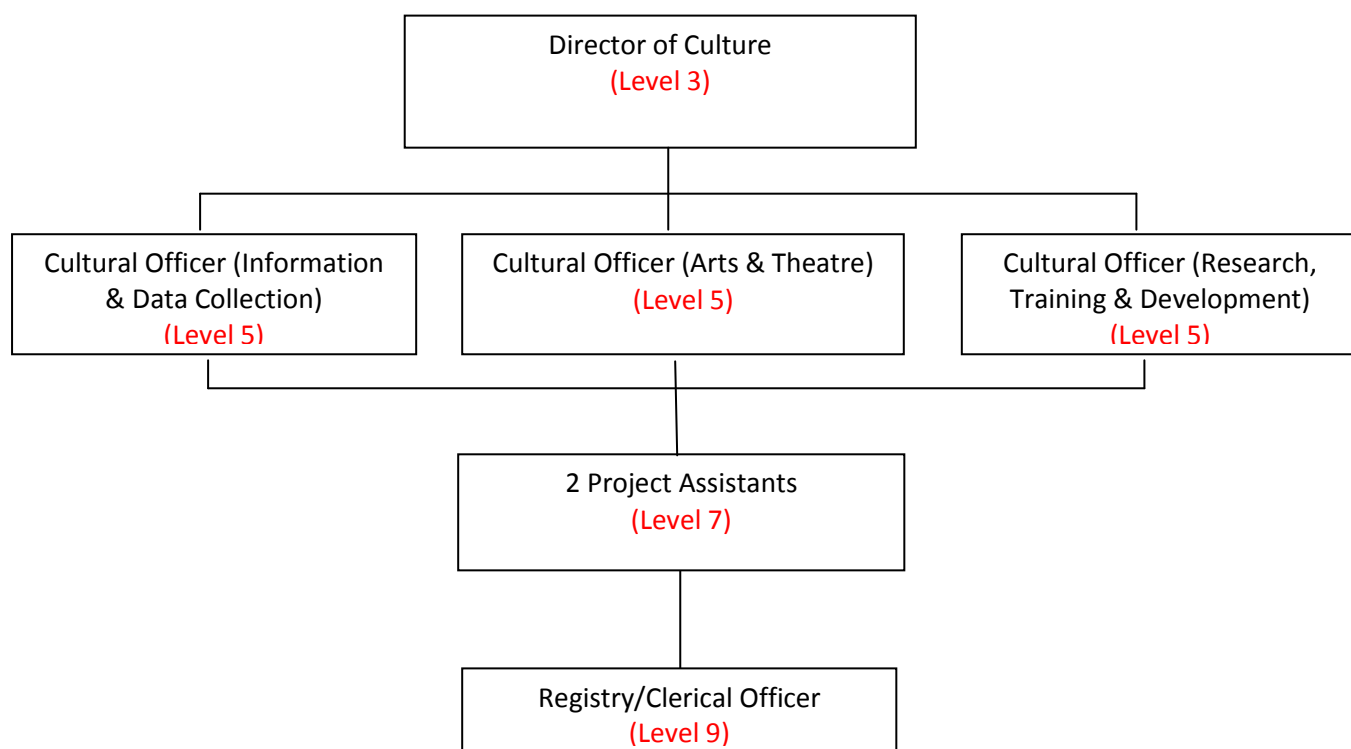 Director of Culture
(Level 3)
Cultural Officer (Information
& Data Collection)
(Level 5)
Cultural Officer (Arts & Theatre)
(Level 5)
Cultural Officer (Research,
Training & Development)
(Level 5)
2 Project Assistants
(Level 7)
Registry/Clerical Officer
(Level 9)